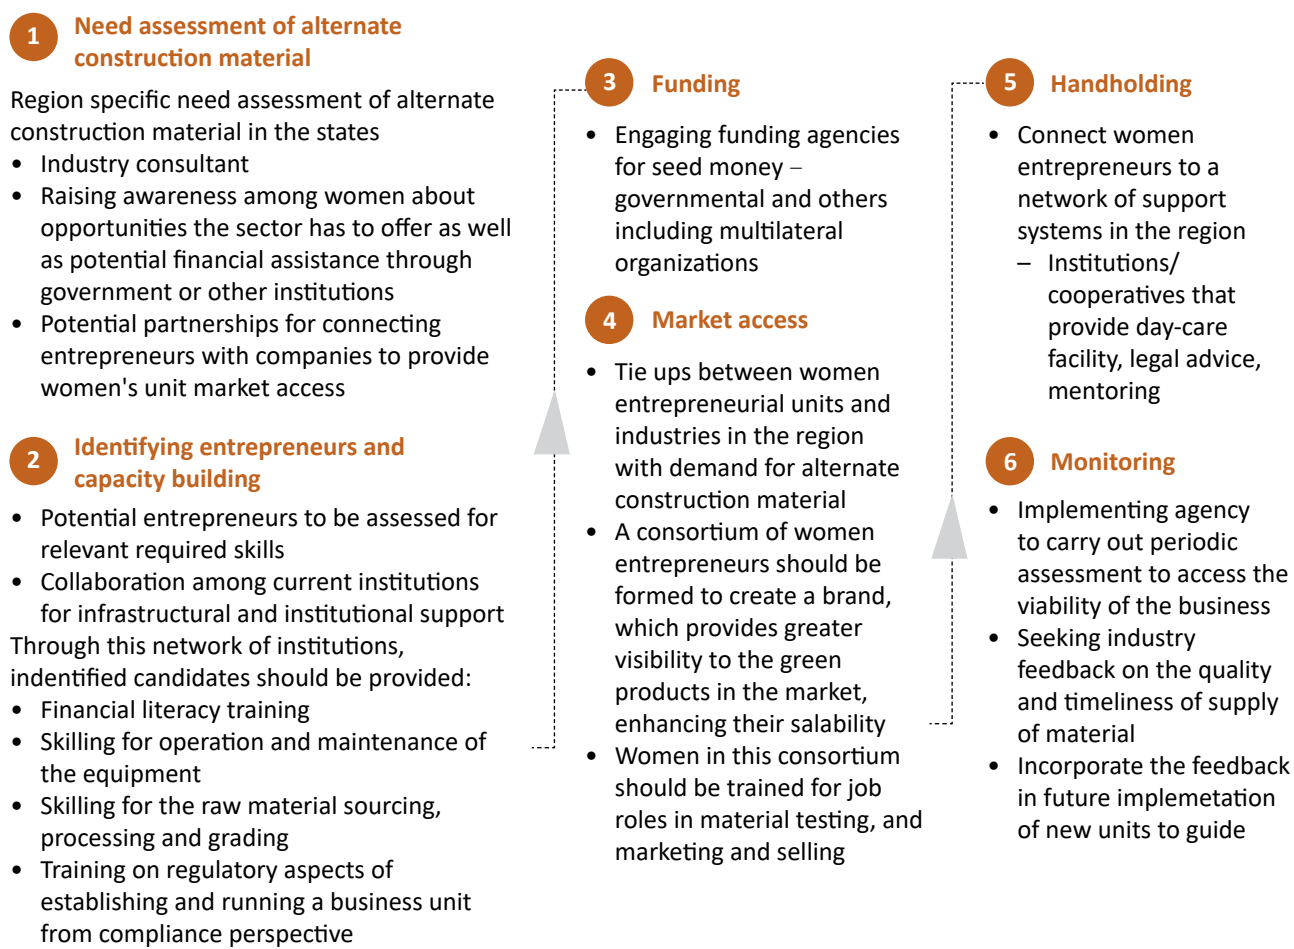 1
Need assessment of alternate
construction material
Region specific need assessment of alternate
construction material in the states
• Industry consultant
• Raising awareness among women about
opportunities the sector has to offer as well
as potential financial assistance through
government or other institutions
• Potential partnerships for connecting
entrepreneurs with companies to provide
women's unit market access
2
Identifying entrepreneurs and
capacity building
• Potential entrepreneurs to be assessed for
relevant required skills
• Collaboration among current institutions
for infrastructural and institutional support
Through this network of institutions,
indentified candidates should be provided:
• Financial literacy training
• Skilling for operation and maintenance of
the equipment
• Skilling for the raw material sourcing,
processing and grading
• Training on regulatory aspects of
establishing and running a business unit
from compliance perspective
3 Funding
• Engaging funding agencies
for seed money –
governmental and others
including multilateral
organizations
4 Market access
• Tie ups between women
entrepreneurial units and
industries in the region
with demand for alternate
construction material
• A consortium of women
entrepreneurs should be
formed to create a brand,
which provides greater
visibility to the green
products in the market,
enhancing their salability
• Women in this consortium
should be trained for job
roles in material testing, and
marketing and selling
5 Handholding
• Connect women
entrepreneurs to a
network of support
systems in the region
– Institutions/
cooperatives that
provide day-care
facility, legal advice,
mentoring
6 Monitoring
• Implementing agency
to carry out periodic
assessment to access the
viability of the business
• Seeking industry
feedback on the quality
and timeliness of supply
of material
• Incorporate the feedback
in future implemetation
of new units to guide